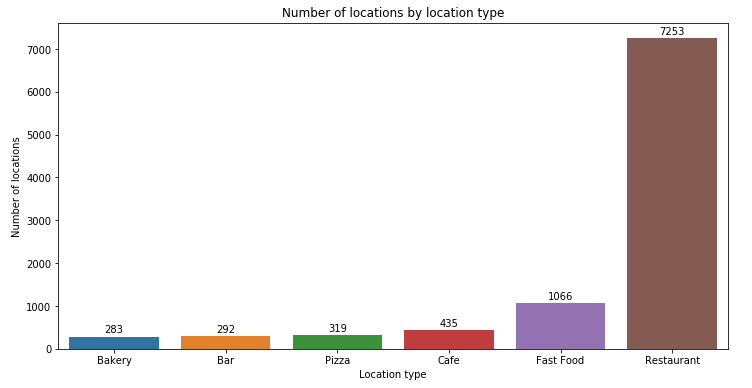 Number of locations by location type
Number of locations
7000
6000
5000
4000
3000
2000
1000
0
283
292
319
435
1066
7253
Bakery
Bar
Pizza
Cafe
Fast Food
Restaurant
Location type